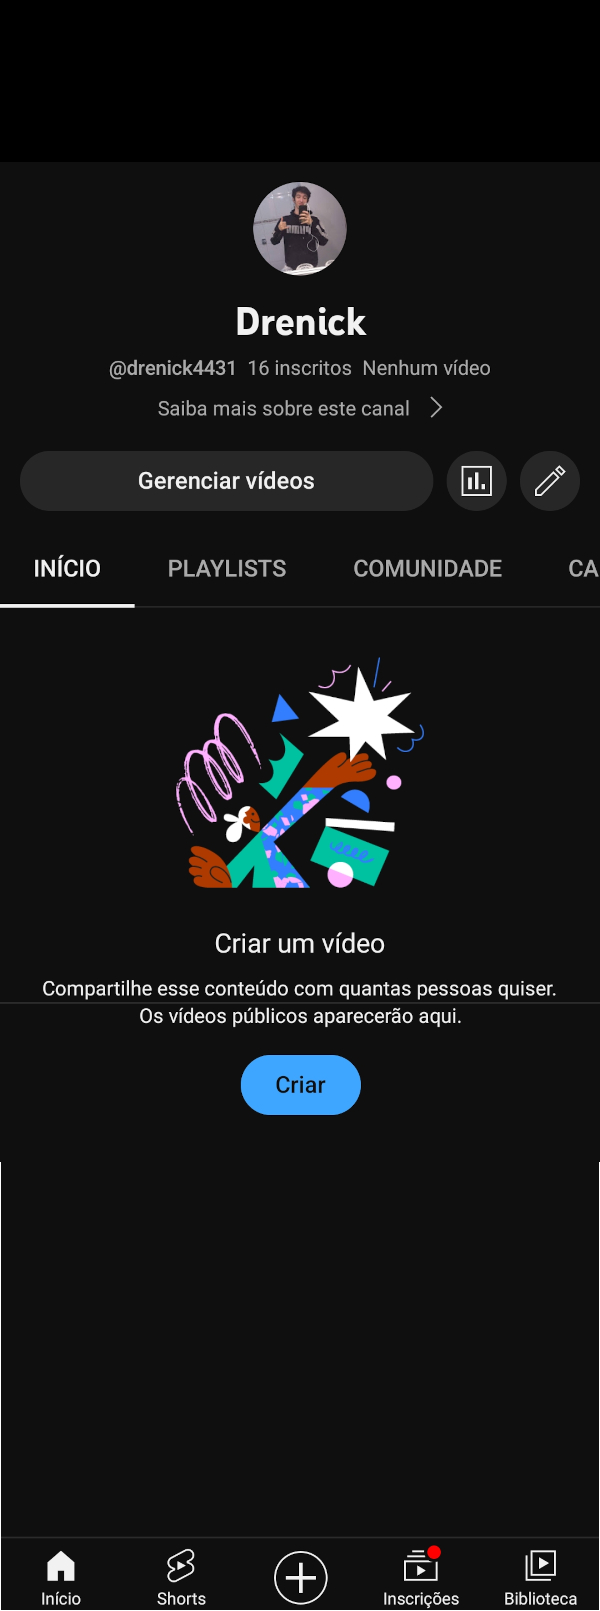 Drenick
@drenick4431 16 inscritos Nenhum vídeo
Saiba mais sobre este canal
Gerenciar vídeos
INÍCIO PLAYLISTS COMUNIDADE CA
Criar um vídeo
Compartilhe esse conteúdo com quantas pessoas quiser.
Os vídeos públicos aparecerão aqui.
Criar
Início Shorts Inscrições Biblioteca